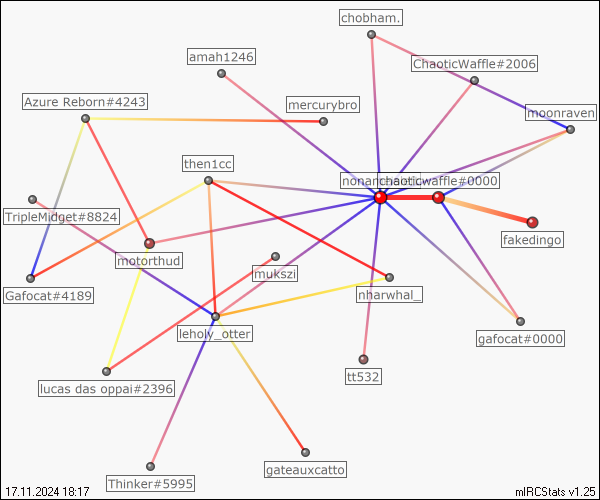 chobham.
amah1246
ChaoticWaffle#2006
Azure Reborn#4243
mercurybro
moonraven
then1cc
chaoticwaffle#0000
TripleMidget#8824
fakedingo
motorthud
mukszi
Gafocat#4189
nharwhal_
leholy_otter
gafocat#0000
tt532
lucas das oppai#2396
gateauxcatto
Thinker#5995
17.11.2024 18:17
mIRCStats v1.25